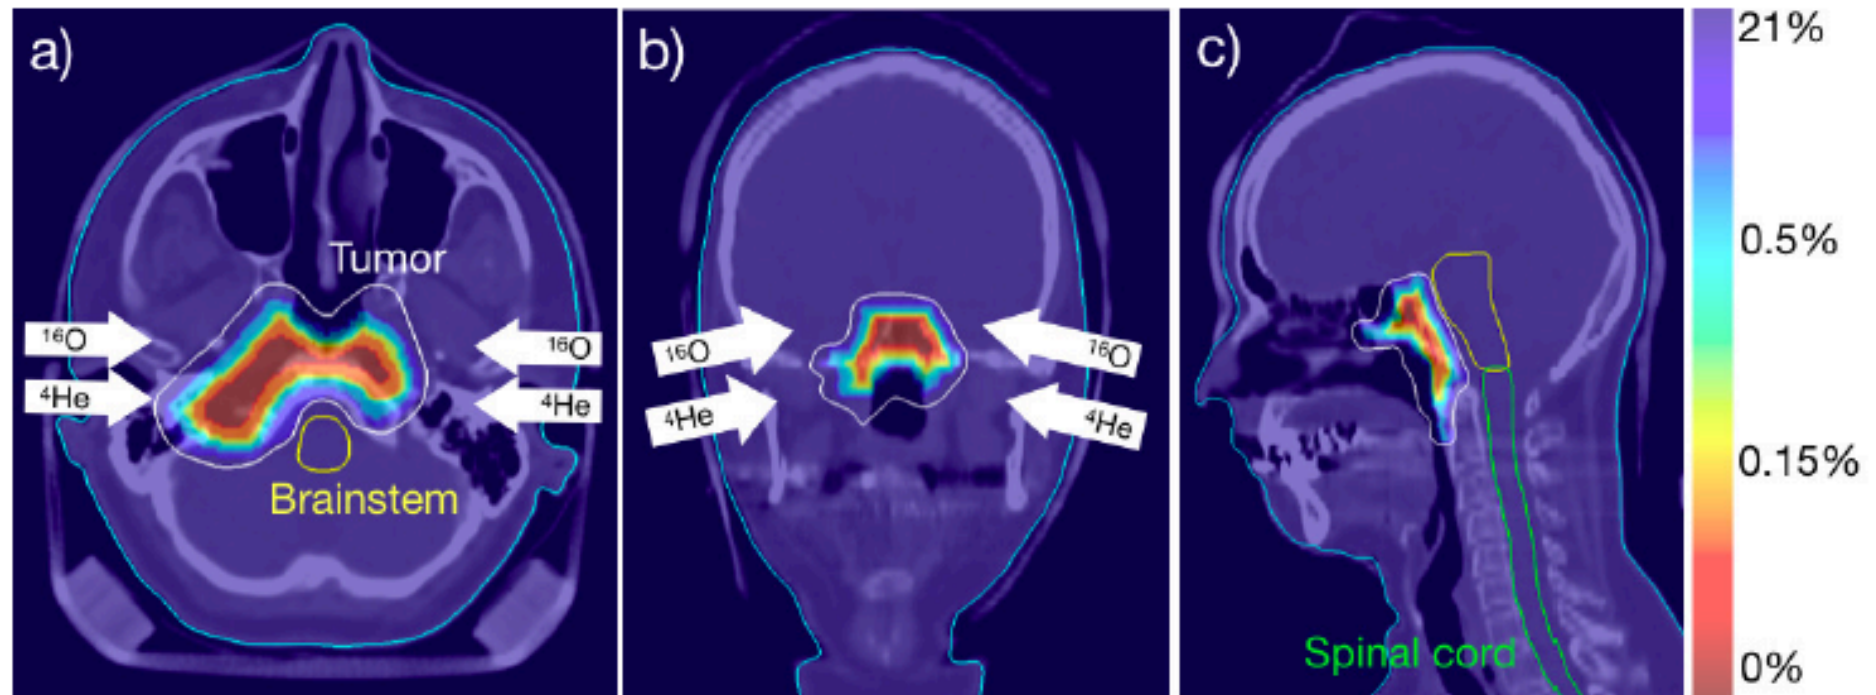 a)
Tumor
16O
16O
4He
4He
Brainstem
b)
16O
16O
4He
4He
c)
Spinal cord
21%
0.5%
0.15%
0%